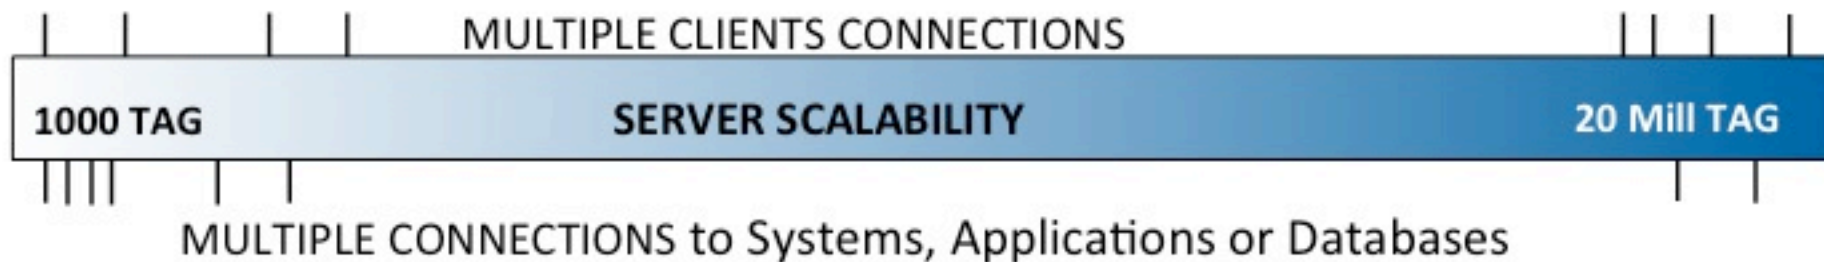 MULTIPLE CLIENTS CONNECTIONS
1000 TAG SERVER SCALABILITY 20 Mill TAG
MULTIPLE CONNECTIONS to Systems, Applications or Databases